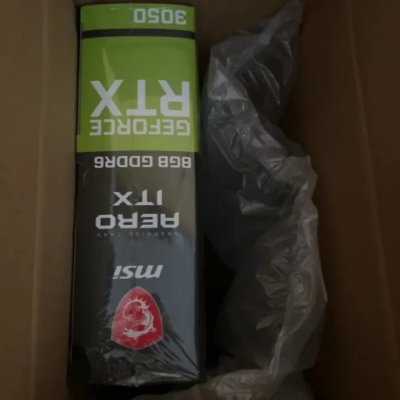 msi
AERO
ITX
8GB GDDR6
GEFORCE
RTX
3050